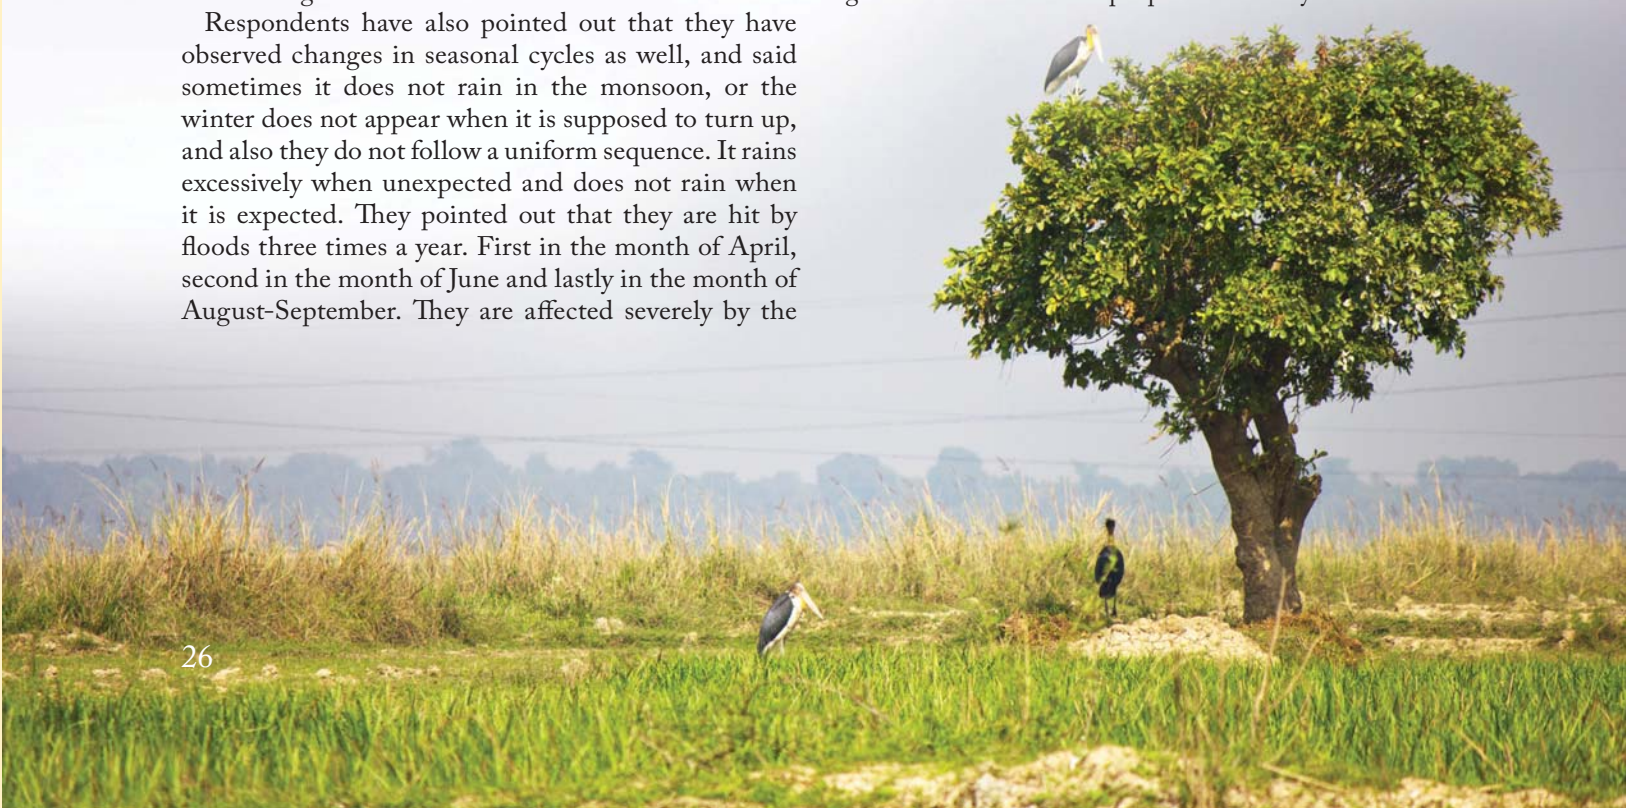 Respondents have also pointed out that they have
observed changes in seasonal cycles as well, and said
sometimes it does not rain in the monsoon, or the
winter does not appear when it is supposed to turn up,
and also they do not follow a uniform sequence. It rains
excessively when unexpected and does not rain when
it is expected. They pointed out that they are hit by
floods three times a year. First in the month of April,
second in the month of June and lastly in the month of
August-September. They are affected severely by the
26